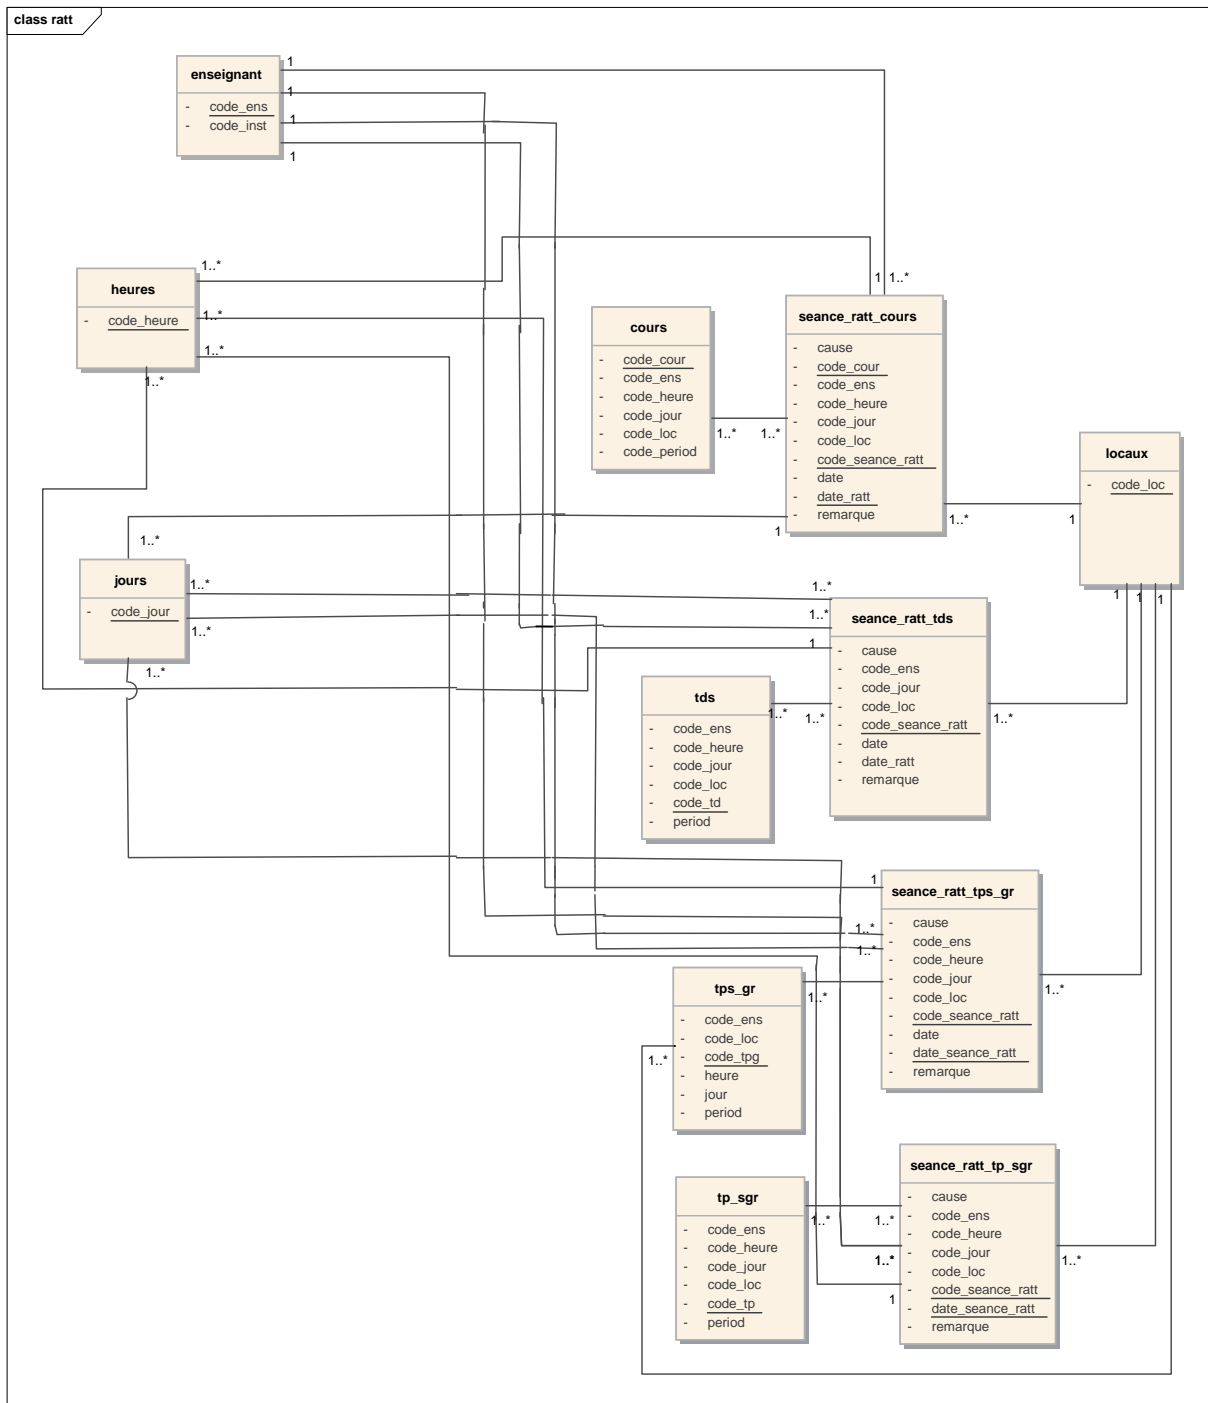 class ratt
enseignant
- code_ens
- code_inst
1
1
1
1
heures
- code_heure
1..*
1..*
1..*
1..*
cours
- code_cour
- code_ens
- code_heure
- code_jour
- code_loc
- code_period
1..*
1..*
1
1..*
seance_ratt_cours
- cause
- code_cour
- code_ens
- code_heure
- code_jour
- code_loc
- code_seance_ratt
- date
- date_ratt
- remarque
1
1..*
1
locaux
- code_loc
1
1
1
1
jours
- code_jour
1..*
1..*
1..*
1..*
1..*
1..*
1
seance_ratt_tds
- cause
- code_ens
- code_jour
- code_loc
- code_seance_ratt
- date
- date_ratt
- remarque
1..*
tds
- code_ens
- code_heure
- code_jour
- code_loc
- code_td
- period
1..*
1..*
1
1..*
1..*
seance_ratt_tps_gr
- cause
- code_ens
- code_heure
- code_jour
- code_loc
- code_seance_ratt
- date
- date_seance_ratt
- remarque
1..*
tps_gr
- code_ens
- code_loc
- code_tpg
- heure
- jour
- period
1..*
1..*
seance_ratt_tp_sgr
- cause
- code_ens
- code_heure
- code_jour
- code_loc
- code_seance_ratt
- date_seance_ratt
- remarque
1..*
tp_sgr
- code_ens
- code_heure
- code_jour
- code_loc
- code_tp
- period
1..*
1..*
1..*
1